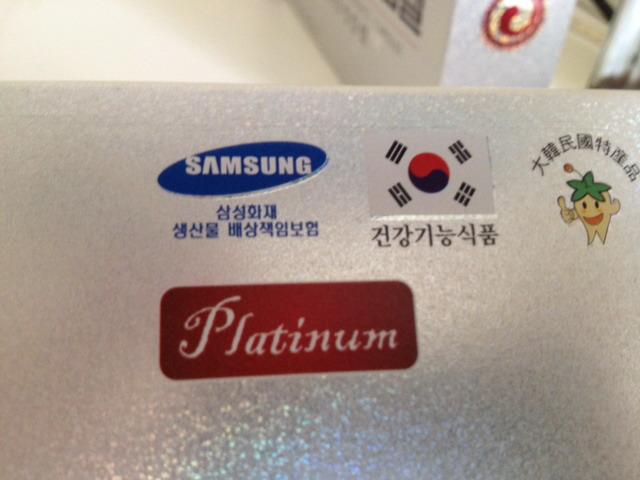 SAMSUNG
삼성화재
생산물 배상책임보험
건강기능식품
大韓民國特產品
Platinum